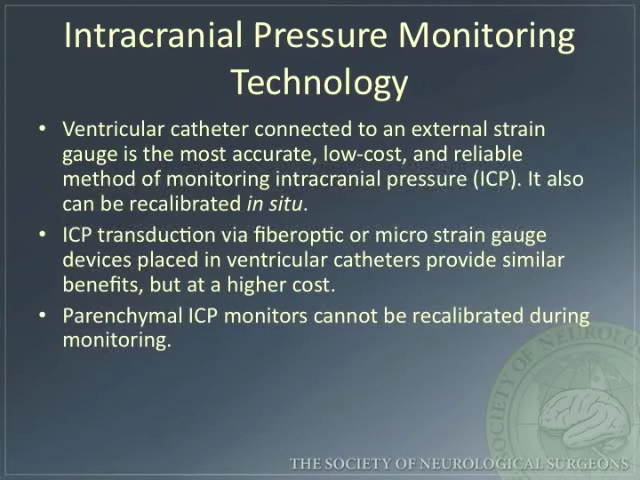 Intracranial Pressure Monitoring
Technology
• Ventricular catheter connected to an external strain
gauge is the most accurate, low-cost, and reliable
method of monitoring intracranial pressure (ICP). It also
can be recalibrated in situ.
• ICP transduction via fiberoptic or micro strain gauge
devices placed in ventricular catheters provide similar
benefits, but at a higher cost.
• Parenchymal ICP monitors cannot be recalibrated during
monitoring.
THE SOCIETY OF NEUROLOGICAL SURGEONS